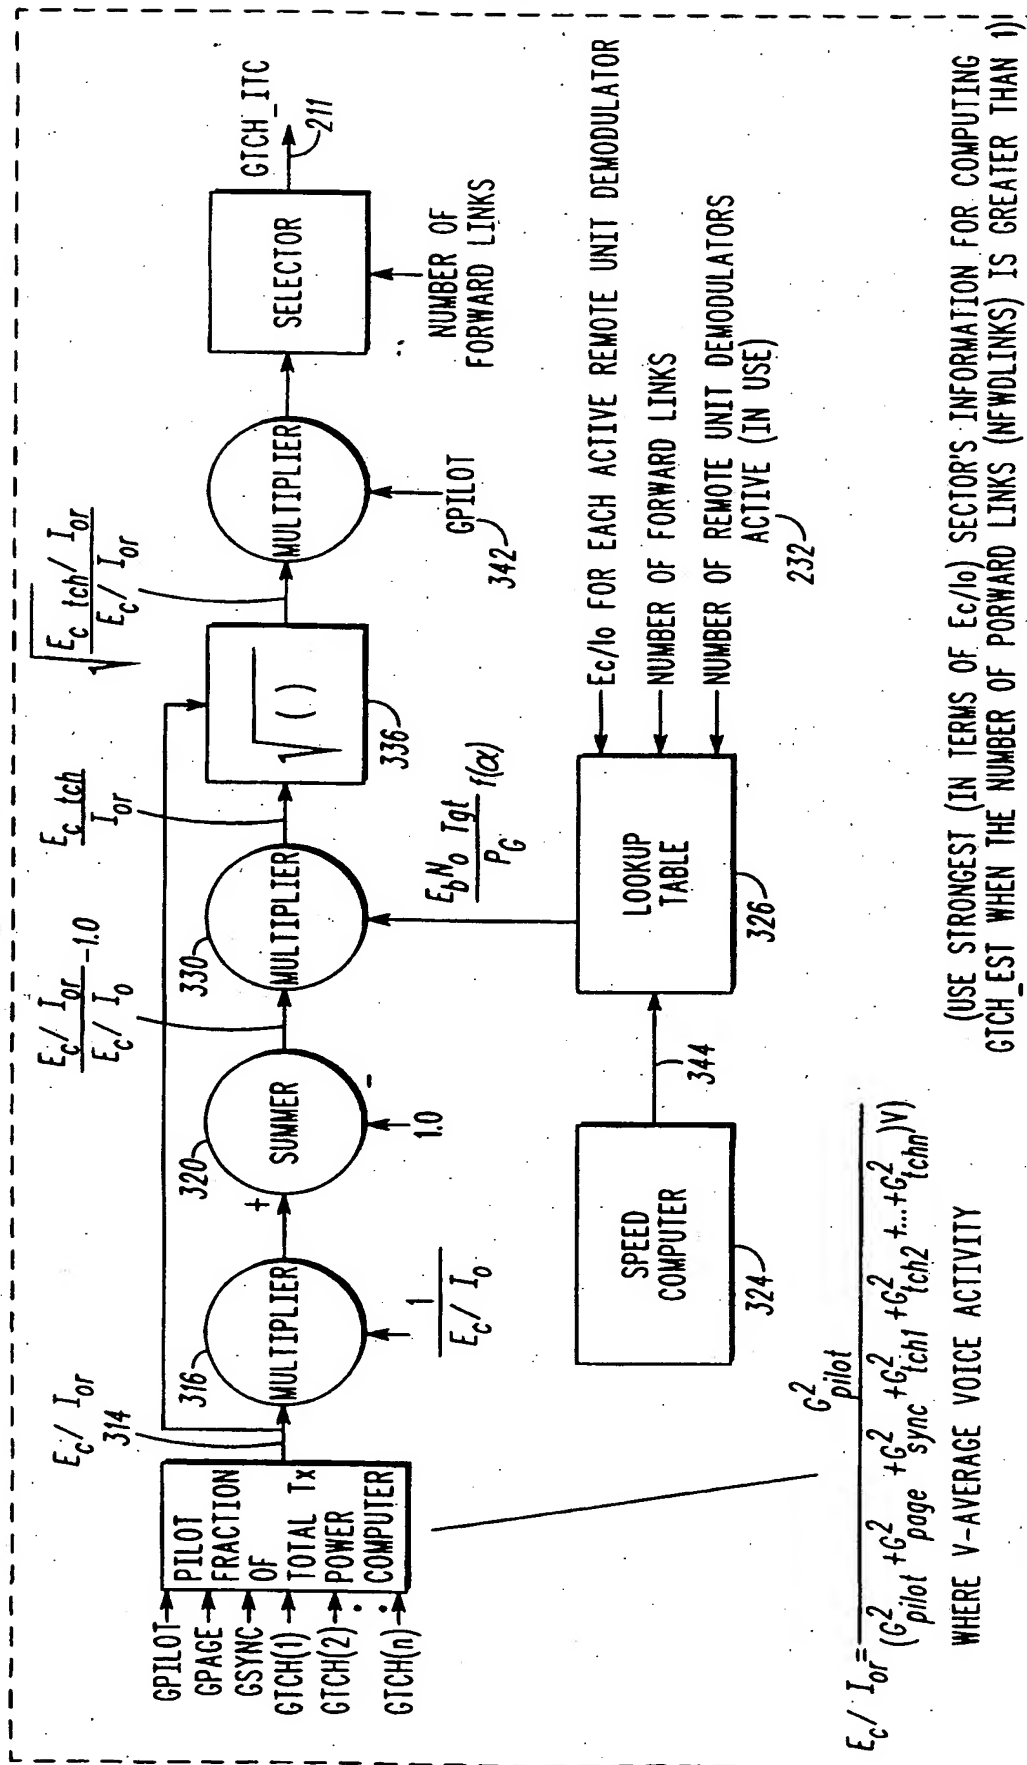 GPILOT
GPAGE
GSYNC
GTCH(1)
GTCH(2)
GTCH(n)
PILOT
FRACTION
OF
TOTAL Tx
POWER
COMPUTER
Ec/ Ior
314
316
MULTIPLIER
1
Ec/ Io
+
320
SUMMER
-
1.0
Ec/ Ior
Ec/ Io
-1.0
330
MULTIPLIER
Ec tch
Ior
EbNo Tgt
PG
f(α)
√( )
336
√ Ec tch/ Ior
Ec/ Ior
MULTIPLIER
GPILOT
342
SELECTOR
NUMBER OF
FORWARD LINKS
GTCH_ITC
211
SPEED
COMPUTER
324
344
LOOKUP
TABLE
326
Ec/Io FOR EACH ACTIVE REMOTE UNIT DEMODULATOR
NUMBER OF FORWARD LINKS
NUMBER OF REMOTE UNIT DEMODULATORS
ACTIVE (IN USE)
232
Ec/ Ior = G²pilot
(G²pilot +G²page +G²sync +G²tch1 +G²tch2 +...+G²tchn)V)
WHERE V-AVERAGE VOICE ACTIVITY
(USE STRONGEST (IN TERMS OF Ec/Io) SECTOR'S INFORMATION FOR COMPUTING
GTCH_EST WHEN THE NUMBER OF PORWARD LINKS (NFWDLINKS) IS GREATER THAN 1)